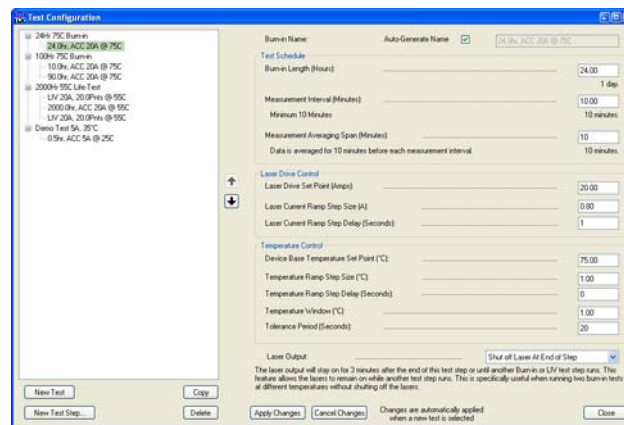 Test Configuration
24Hr 75C Burn-in
24.0hr, ACC 20A @ 75C
100Hr 75C Burn-in
10.0hr, ACC 20A @ 75C
90.0hr, ACC 20A @ 75C
2000Hr 55C Life-Test
LIV 20A, 20.0Pnts @ 55C
2000.0hr, ACC 20A @ 55C
LIV 20A, 20.0Pnts @ 55C
Demo Test 5A, 35°C
0.5hr, ACC 5A @ 25C
New Test
Copy
New Test Step...
Delete
Burn-in Name:
Auto-Generate Name
24.0hr, ACC 20A @ 75C
Test Schedule
Burn-in Length (Hours):
24.00
1 day.
Measurement Interval (Minutes):
10.00
Minimum 10 Minutes
10 minutes.
Measurement Averaging Span (Minutes):
10
Data is averaged for 10 minutes before each measurement interval.
10 minutes.
Laser Drive Control
Laser Drive Set Point (Amps):
20.00
Laser Current Ramp Step Size (A):
0.80
Laser Current Ramp Step Delay (Seconds):
1
Temperature Control
Device Base Temperature Set Point (°C):
75.00
Temperature Ramp Step Size (°C):
1.00
Temperature Ramp Step Delay (Seconds):
0
Temperature Window (°C):
1.00
Tolerance Period (Seconds):
20
Laser Output:
Shut off Laser At End of Step
The laser output will stay on for 3 minutes after the end of this test step or until another Burn-in or LIV test step runs. This
feature allows the lasers to remain on while another test step runs. This is specifically useful when running two burn-in tests
at different temperatures without shutting off the lasers.
Apply Changes
Cancel Changes
Changes are automatically applied
when a new test is selected
Close